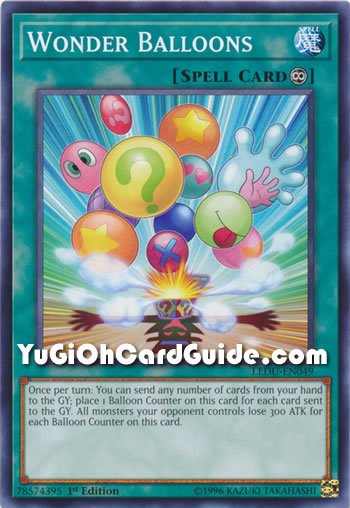 WONDER BALLOONS
SPELL
魔
[SPELL CARD]
?
YuGiOhCardGuide.com
LEDU-EN049
Once per turn: You can send any number of cards from your hand
to the GY; place 1 Balloon Counter on this card for each card sent
to the GY. All monsters your opponent controls lose 300 ATK for
each Balloon Counter on this card.
78574395 1st Edition ©1996 KAZUKI TAKAHASHI